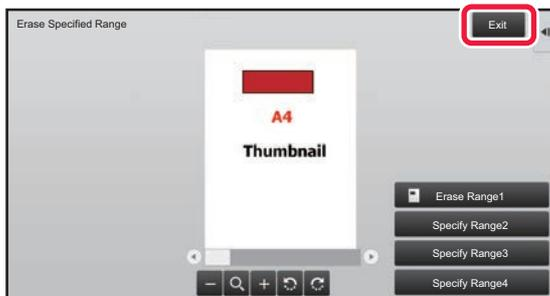 Erase Specified Range
Exit
A4
Thumbnail
Erase Range1
Specify Range2
Specify Range3
Specify Range4